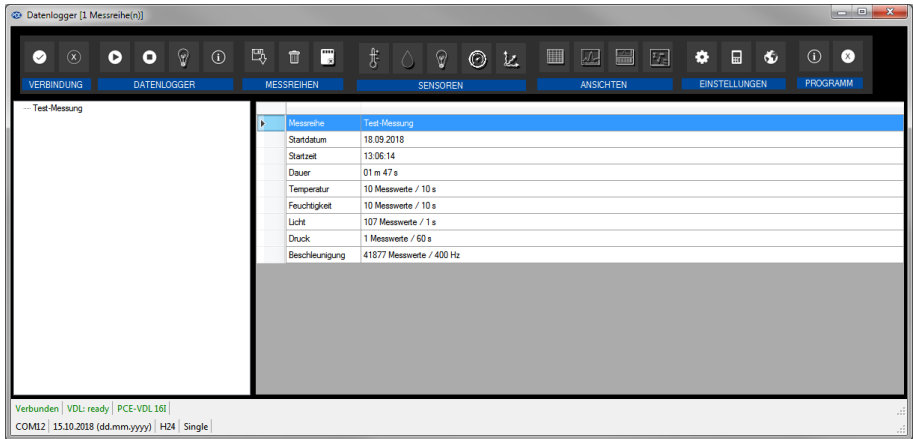 Datenlogger [1 Messreihe(n)]
VERBINDUNG DATENLOGGER MESSREIHEN SENSOREN ANSICHTEN EINSTELLUNGEN PROGRAMM
Test-Messung
Messreihe Test-Messung
Startdatum 18.09.2018
Startzeit 13:06:14
Dauer 01 m 47 s
Temperatur 10 Messwerte / 10 s
Feuchtigkeit 10 Messwerte / 10 s
Licht 107 Messwerte / 1 s
Druck 1 Messwerte / 60 s
Beschleunigung 41877 Messwerte / 400 Hz
Verbunden VDL: ready PCE-VDL 16I
COM12 15.10.2018 (dd.mm.yyyy) H24 Single